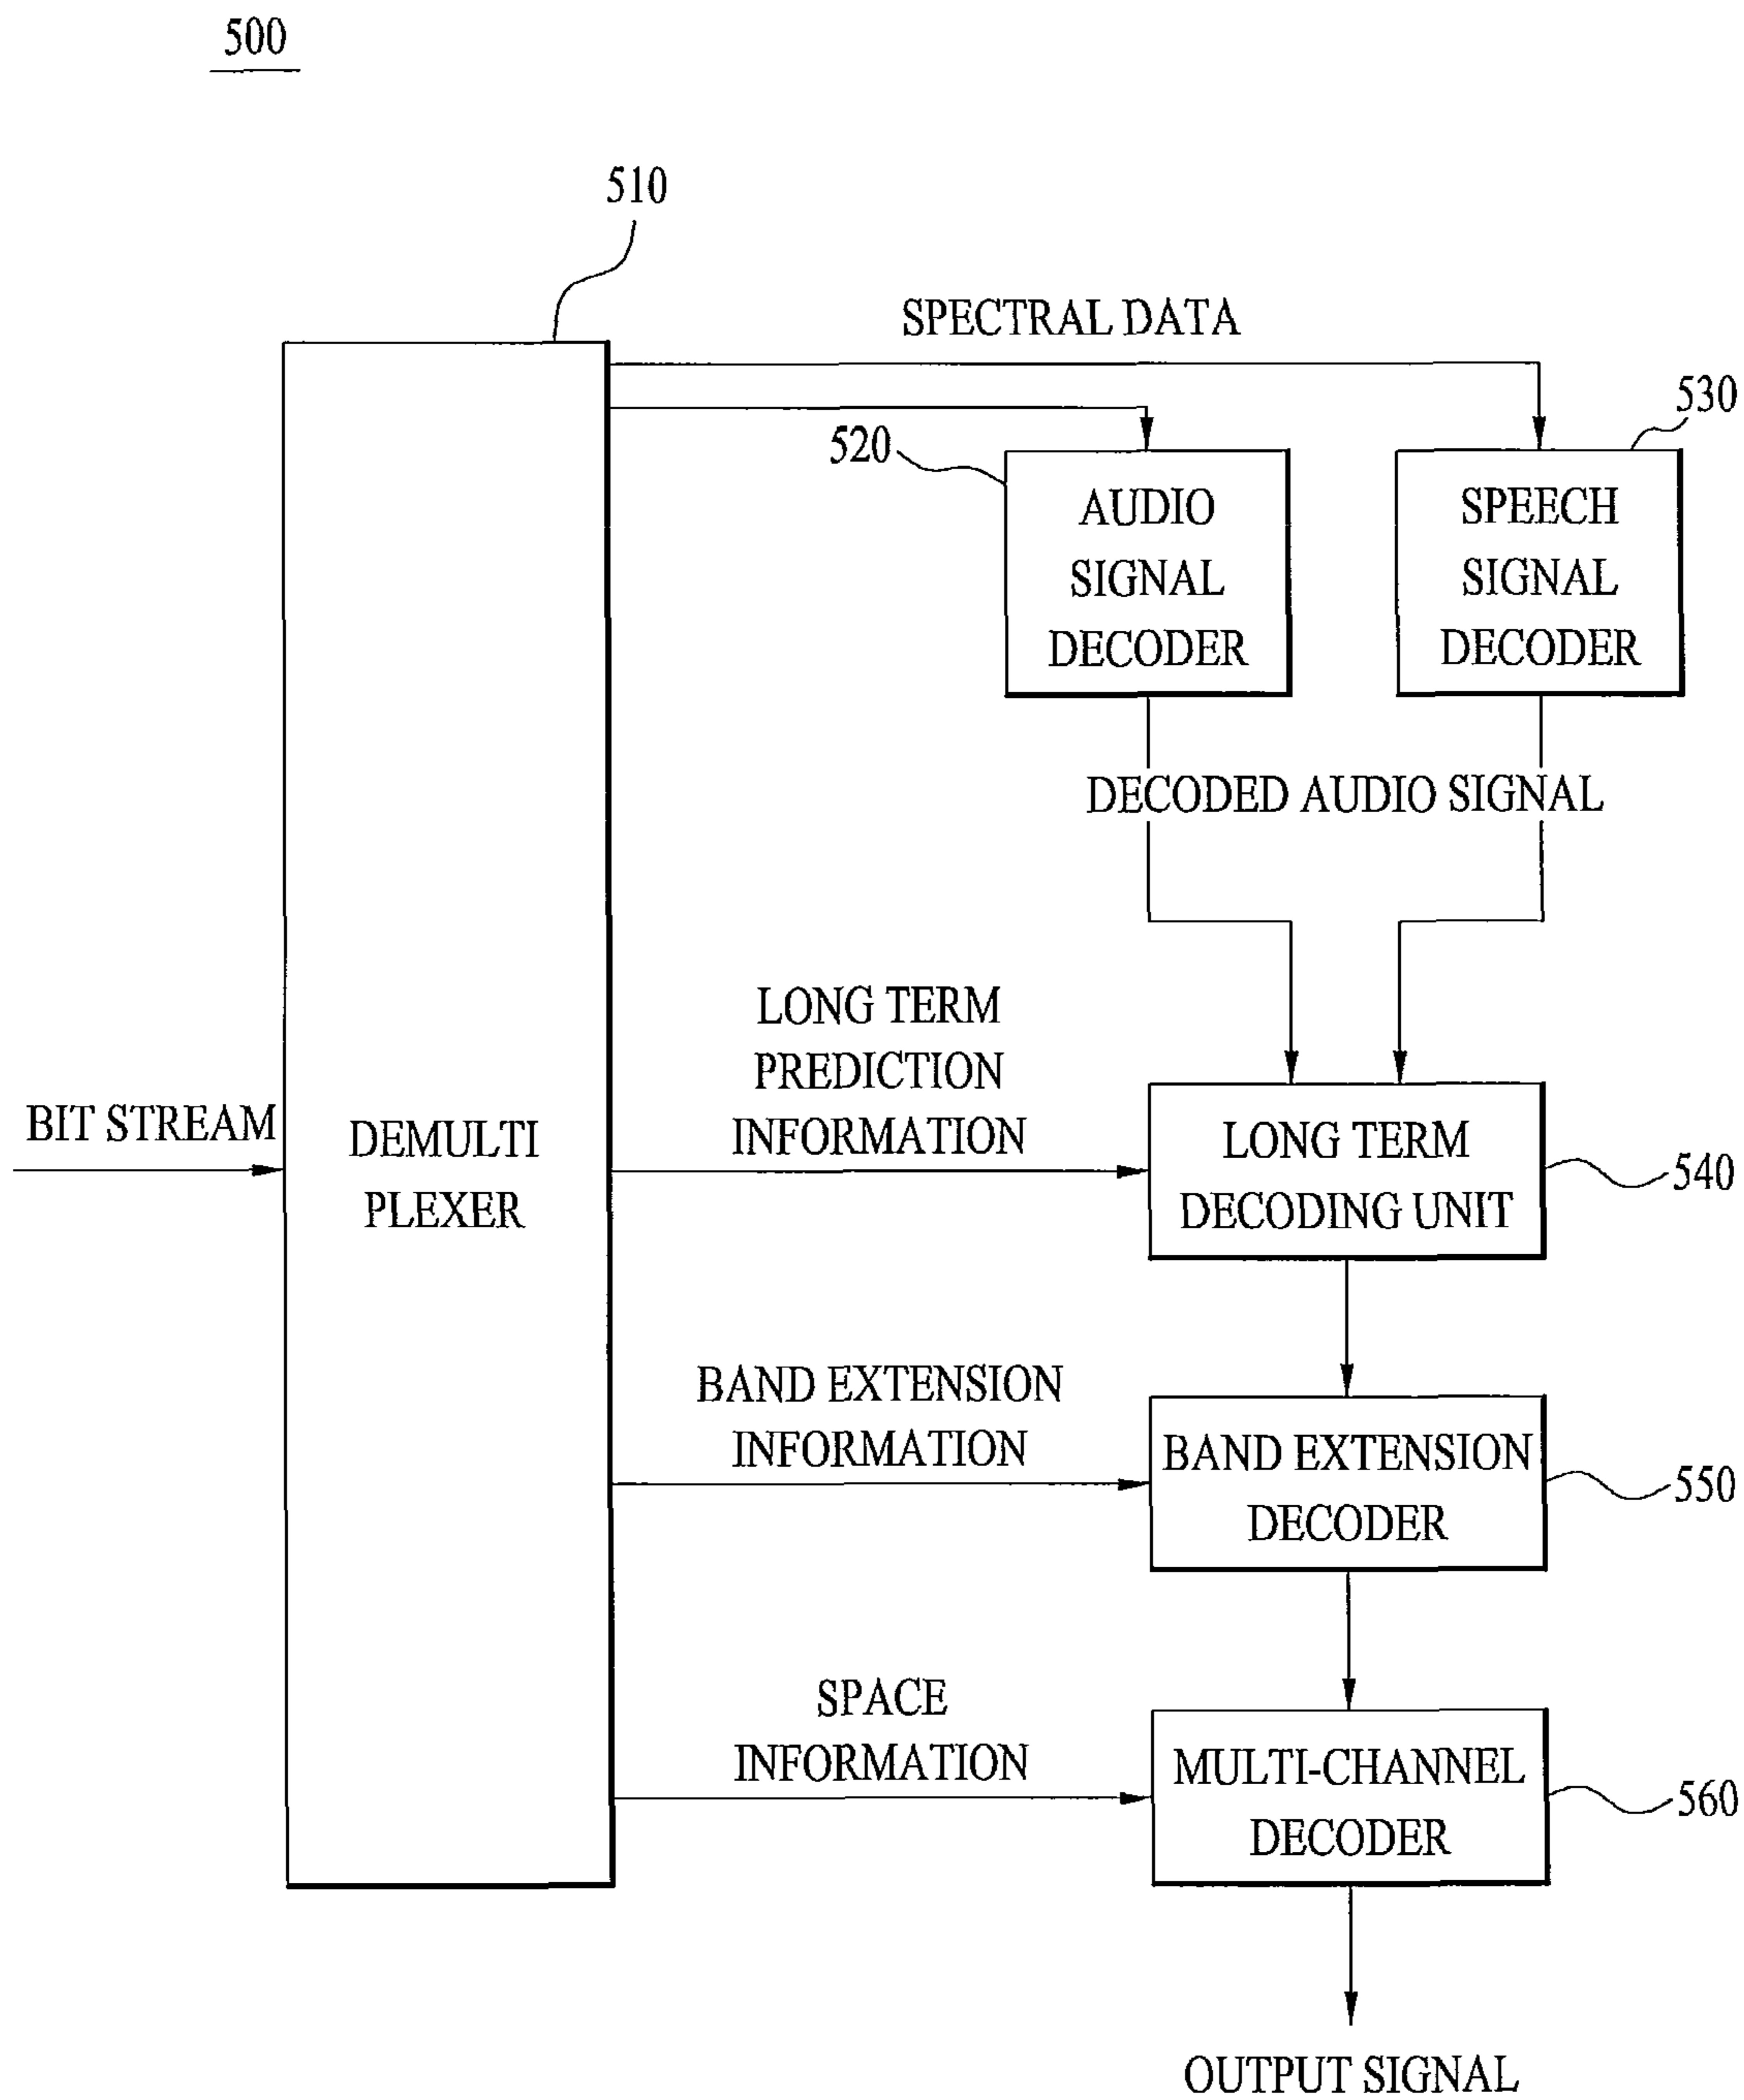 500
510
SPECTRAL DATA
530
520
AUDIO
SIGNAL
DECODER
SPEECH
SIGNAL
DECODER
DECODED AUDIO SIGNAL
LONG TERM
PREDICTION
INFORMATION
BIT STREAM
DEMULTI
PLEXER
LONG TERM
DECODING UNIT
540
BAND EXTENSION
INFORMATION
BAND EXTENSION
DECODER
550
SPACE
INFORMATION
MULTI-CHANNEL
DECODER
560
OUTPUT SIGNAL